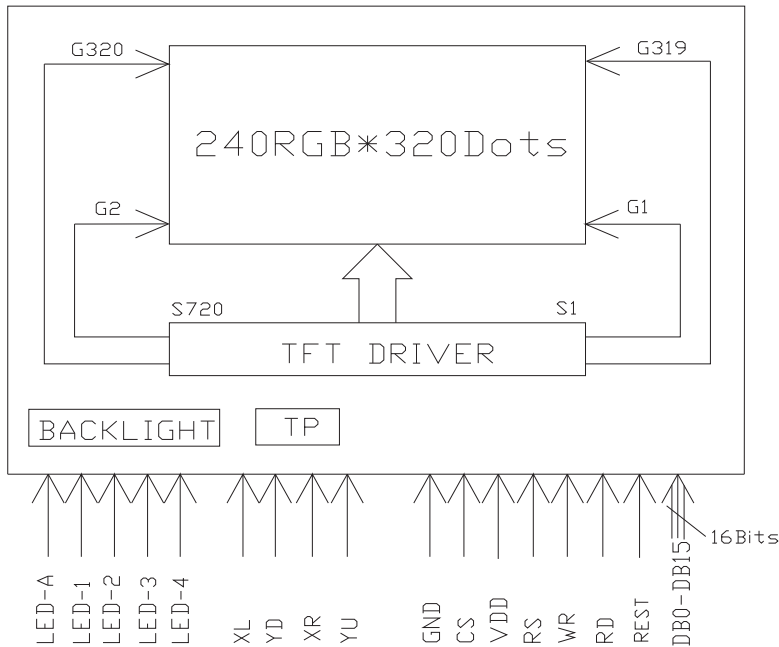 G320
G319
240RGB*320Dots
G2
G1
S720
S1
TFT DRIVER
BACKLIGHT
TP
16Bits
LED-A
LED-1
LED-2
LED-3
LED-4
XL
YD
XR
YU
GND
CS
VDD
RS
WR
RD
REST
DB0-DB15